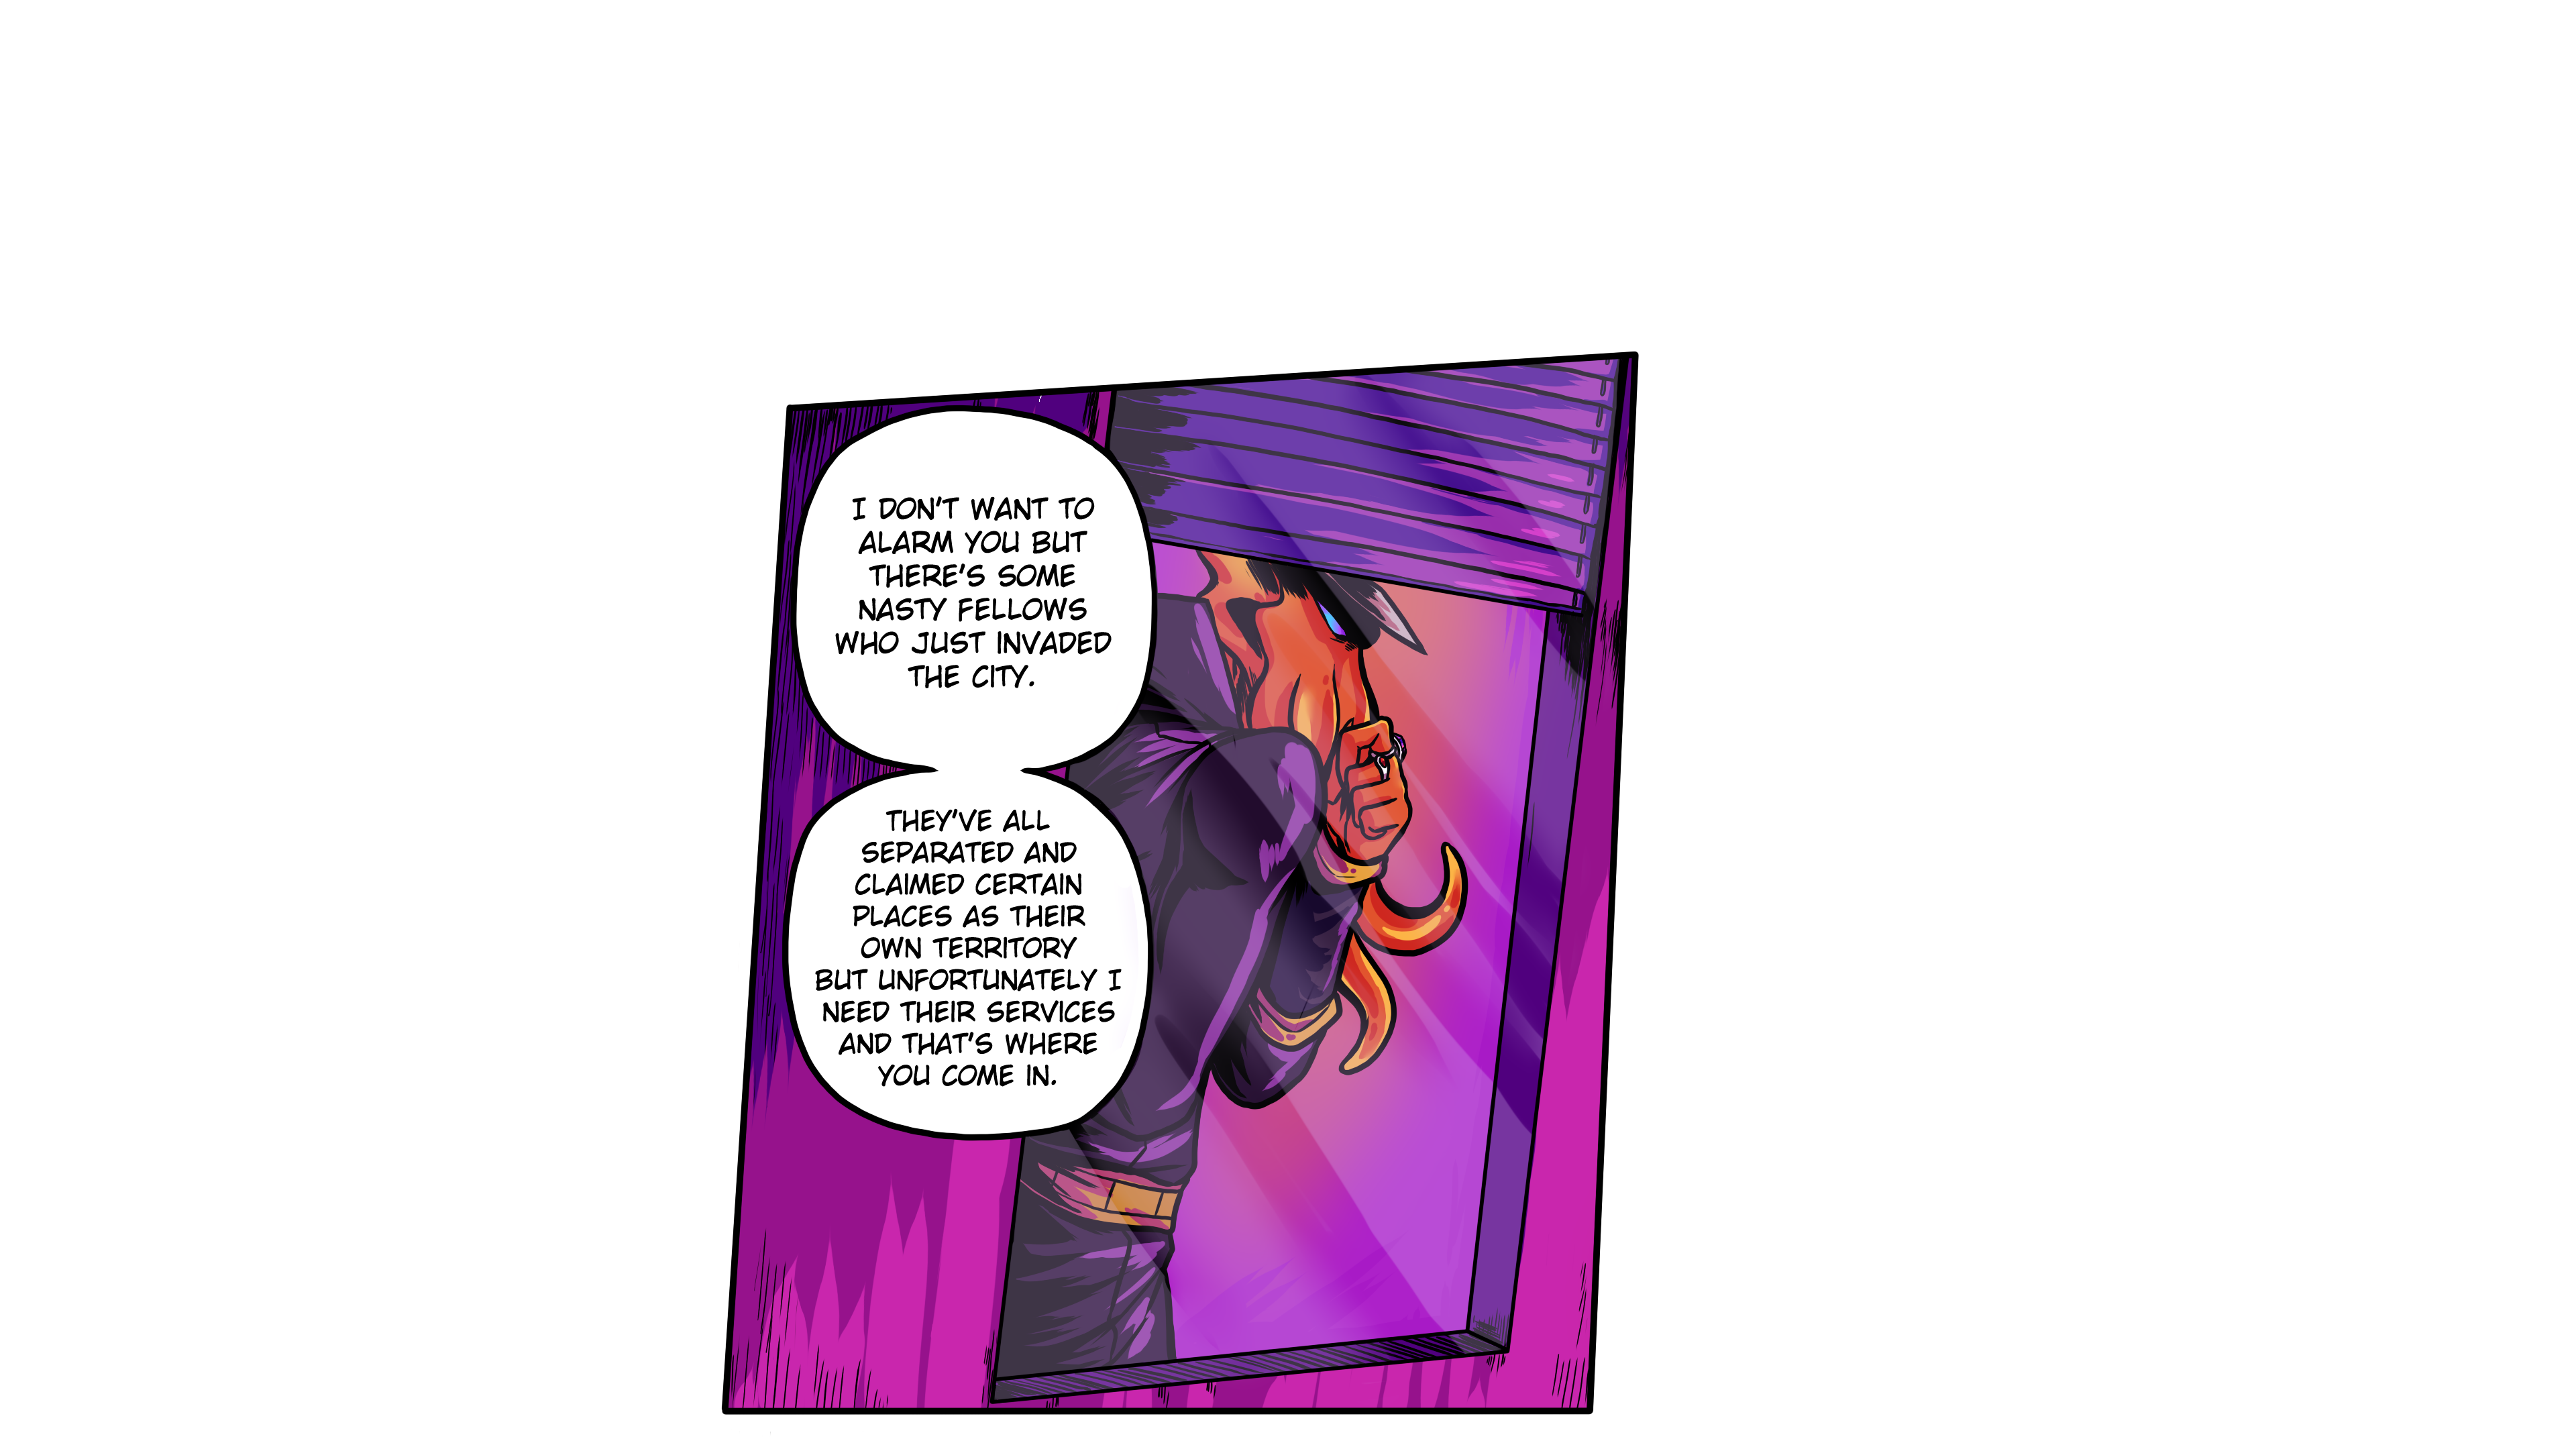 I DON'T WANT TO
ALARM YOU BUT
THERE'S SOME
NASTY FELLOWS
WHO JUST INVADED
THE CITY.
THEY'VE ALL
SEPARATED AND
CLAIMED CERTAIN
PLACES AS THEIR
OWN TERRITORY
BUT UNFORTUNATELY I
NEED THEIR SERVICES
AND THAT'S WHERE
YOU COME IN.